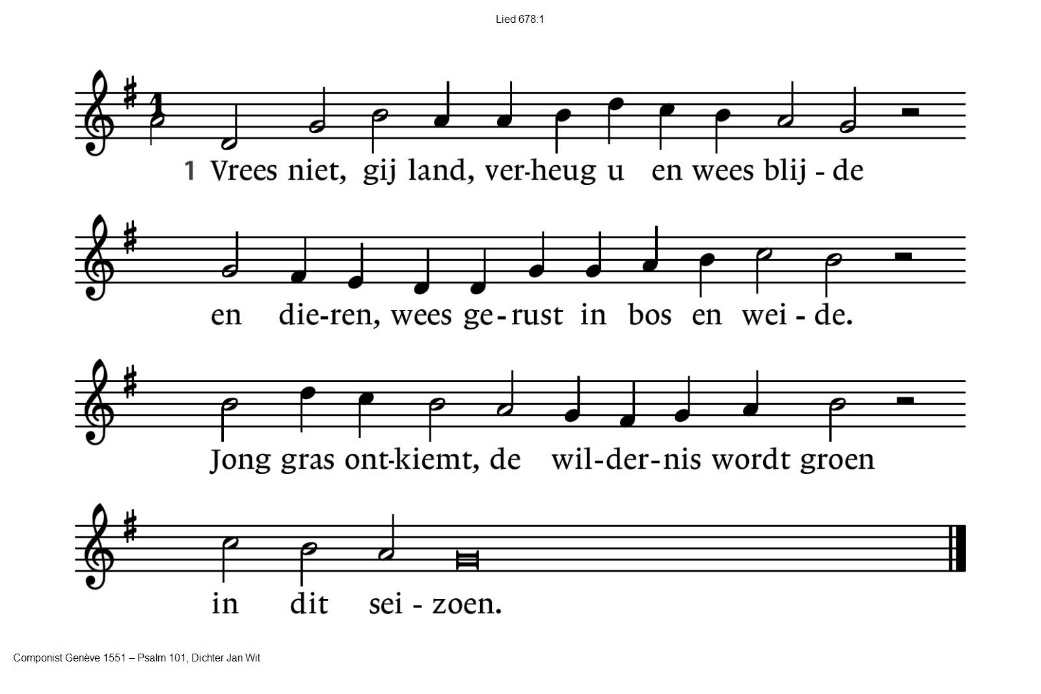 Lied 678:1
1 Vrees niet, gij land, ver-heug u en wees blij - de
en die-ren, wees ge - rust in bos en wei - de.
Jong gras ont-kiemt, de wil-der-nis wordt groen
in dit sei - zoen.
Componist Genève 1551 – Psalm 101, Dichter Jan Wit